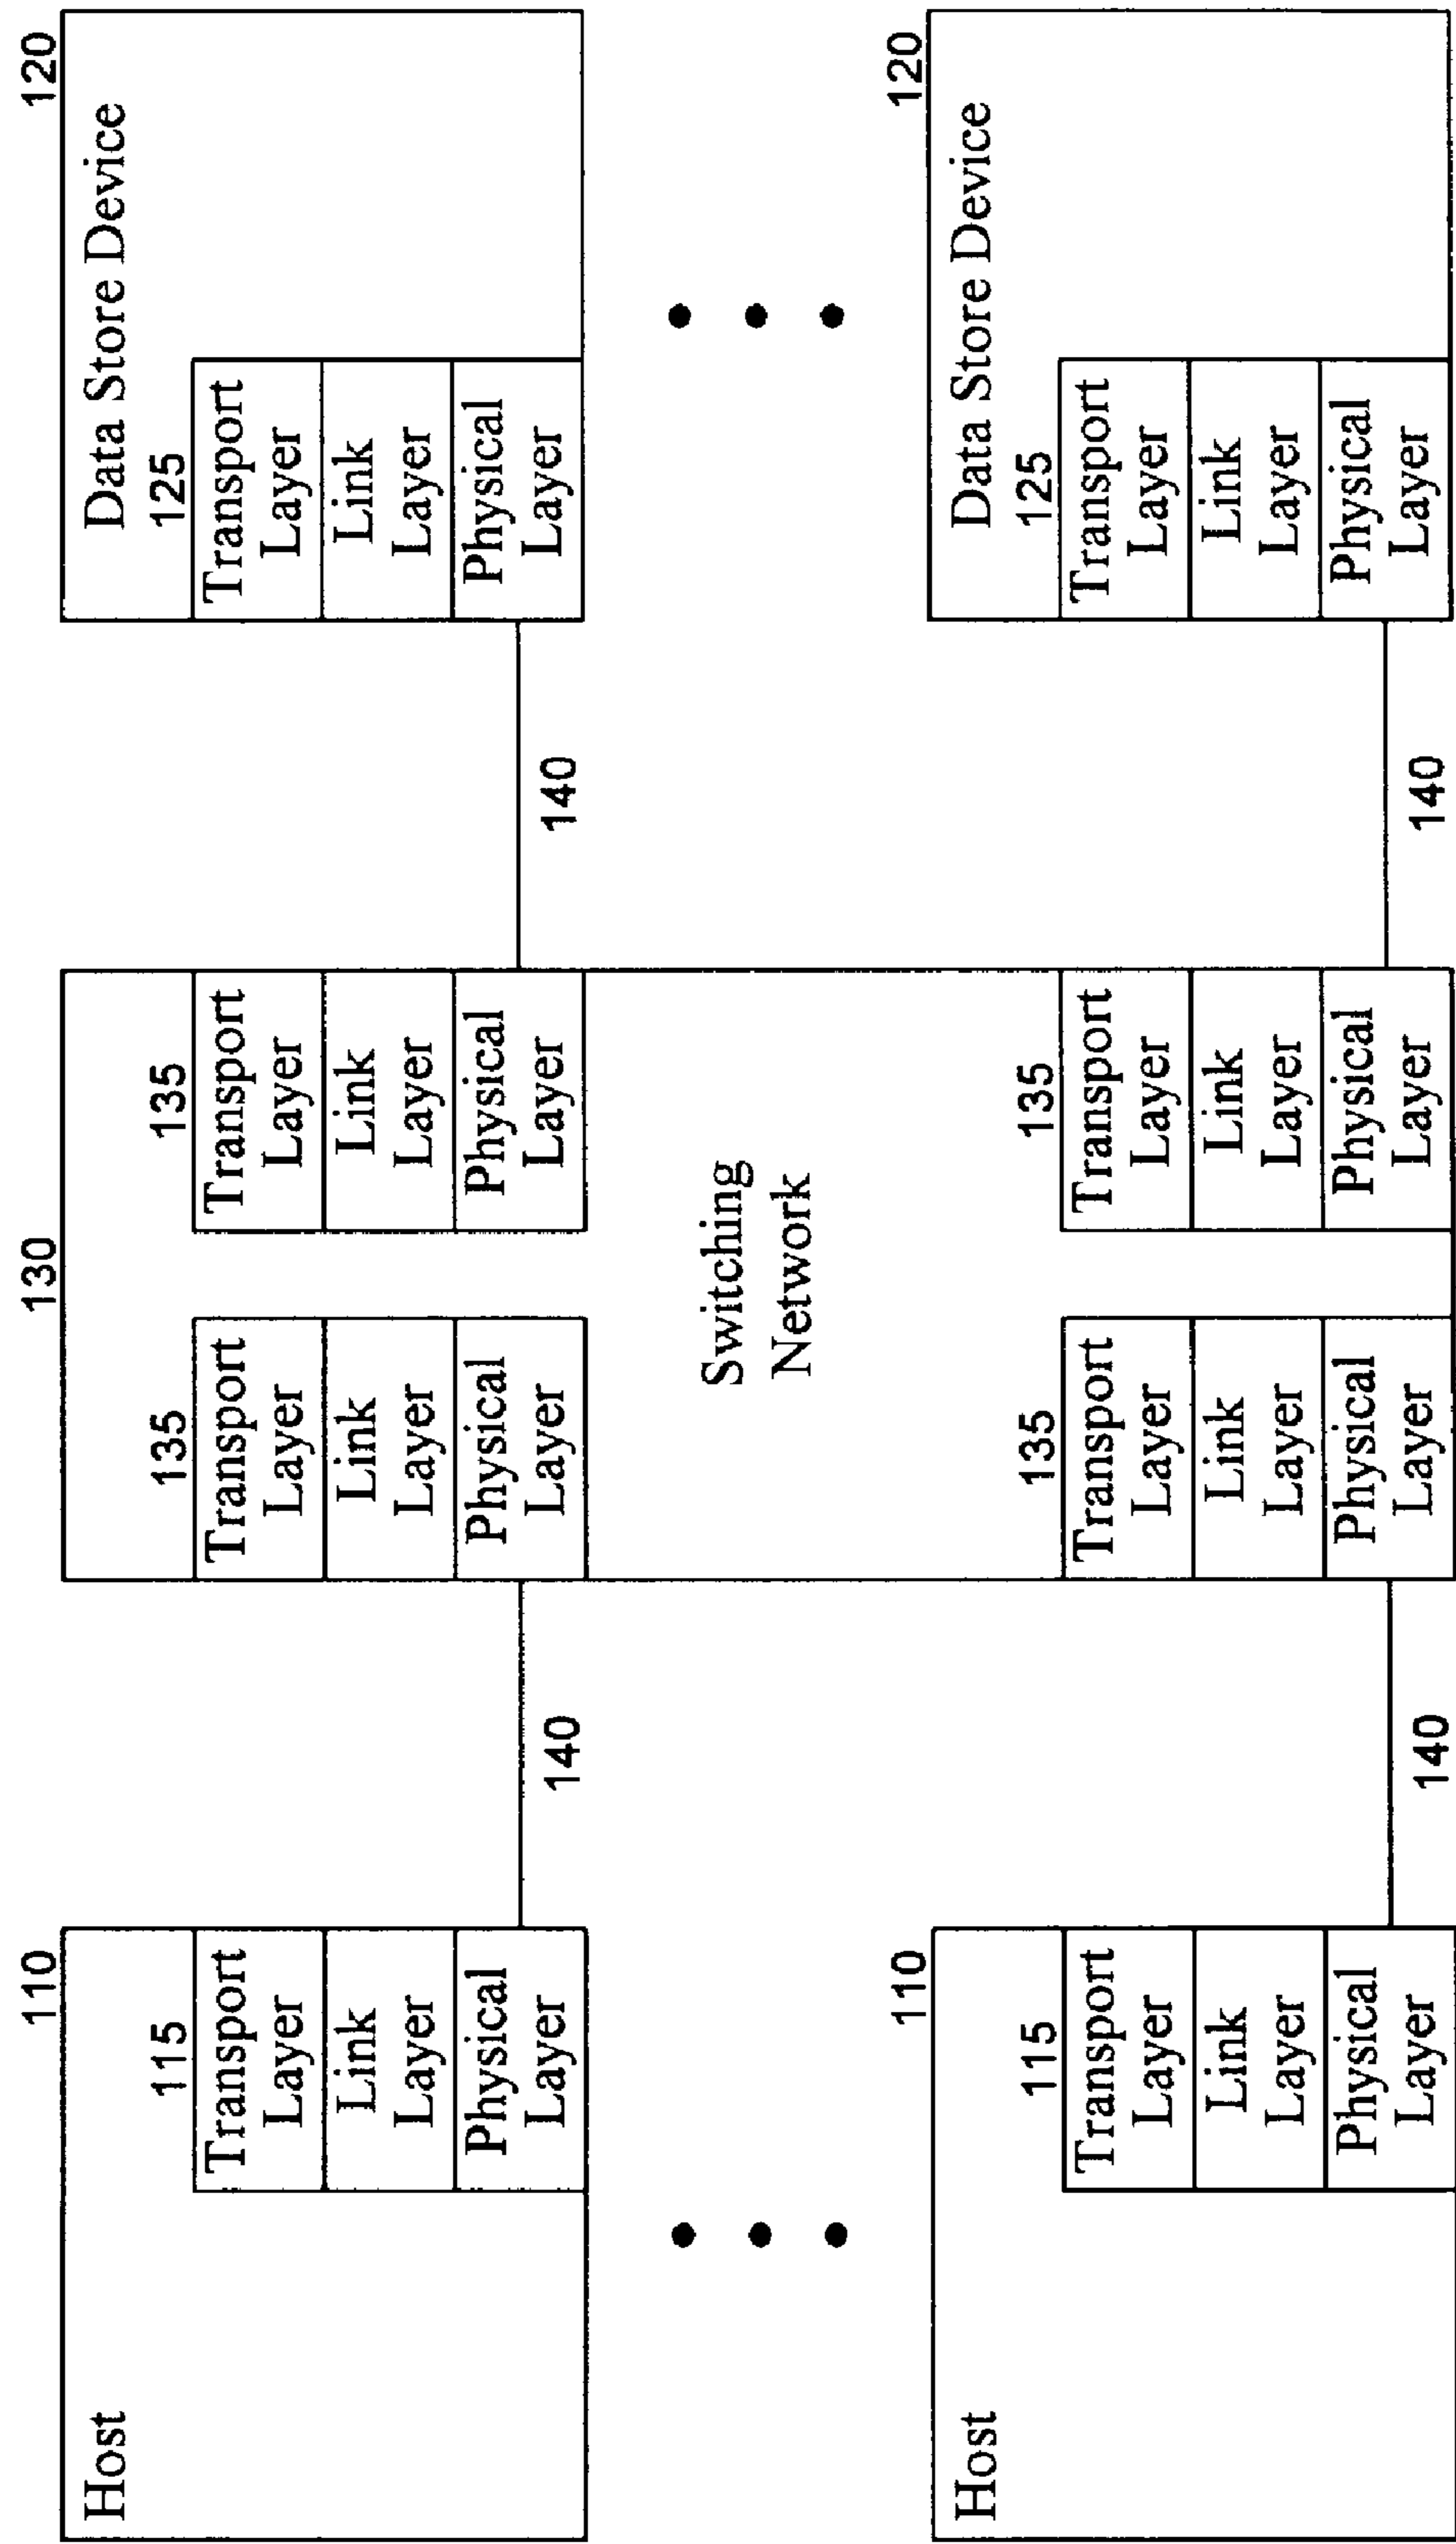 110
Host
115
Transport
Layer
Link
Layer
Physical
Layer
140
110
Host
115
Transport
Layer
Link
Layer
Physical
Layer
140
130
135
Transport
Layer
Link
Layer
Physical
Layer
135
Transport
Layer
Link
Layer
Physical
Layer
Switching
Network
135
Transport
Layer
Link
Layer
Physical
Layer
135
Transport
Layer
Link
Layer
Physical
Layer
140
140
120
Data Store Device
125
Transport
Layer
Link
Layer
Physical
Layer
120
Data Store Device
125
Transport
Layer
Link
Layer
Physical
Layer